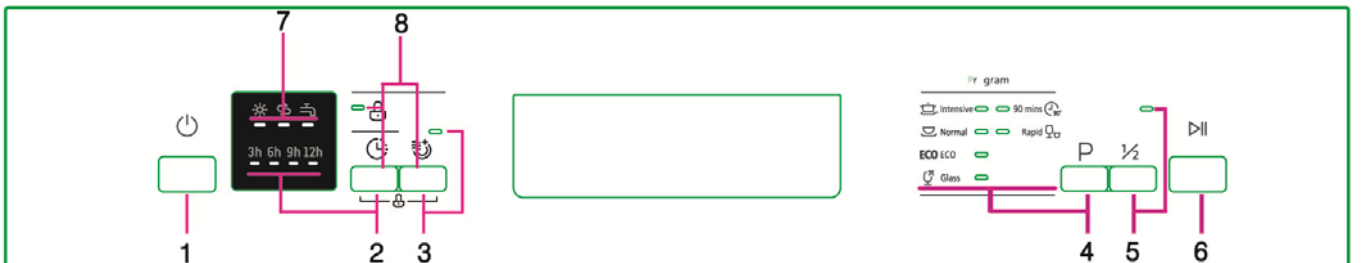 7
8
Pr gram
Intensive 90 mins 90'
Normal Rapid
3h 6h 9h 12h
P ½
ECO ECO
Glass
1
2
3
4
5
6